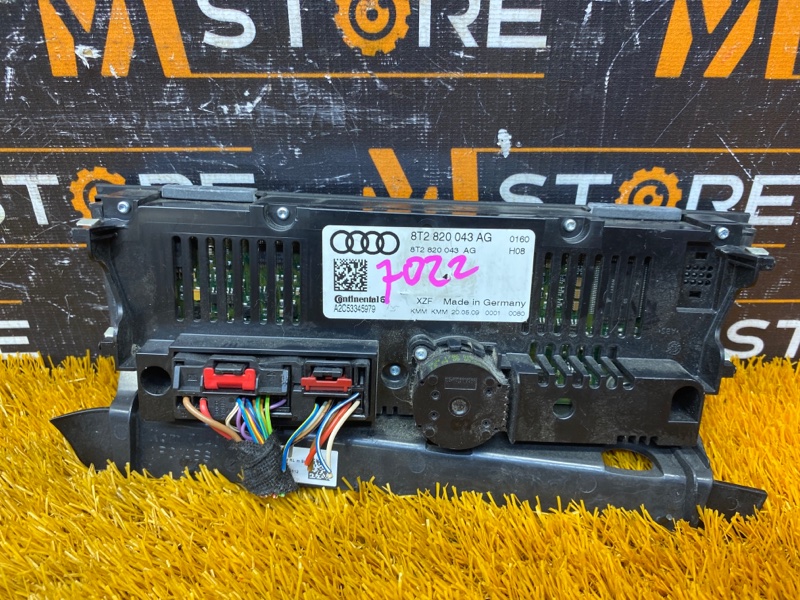 STORE
M STORE
M STORE
8T2 820 043 AG 0160
8T2 820 043 AG H08
7022
Continental
A2C53345979
XZF Made in Germany
KMM KMM 20.05.09 0001 0080